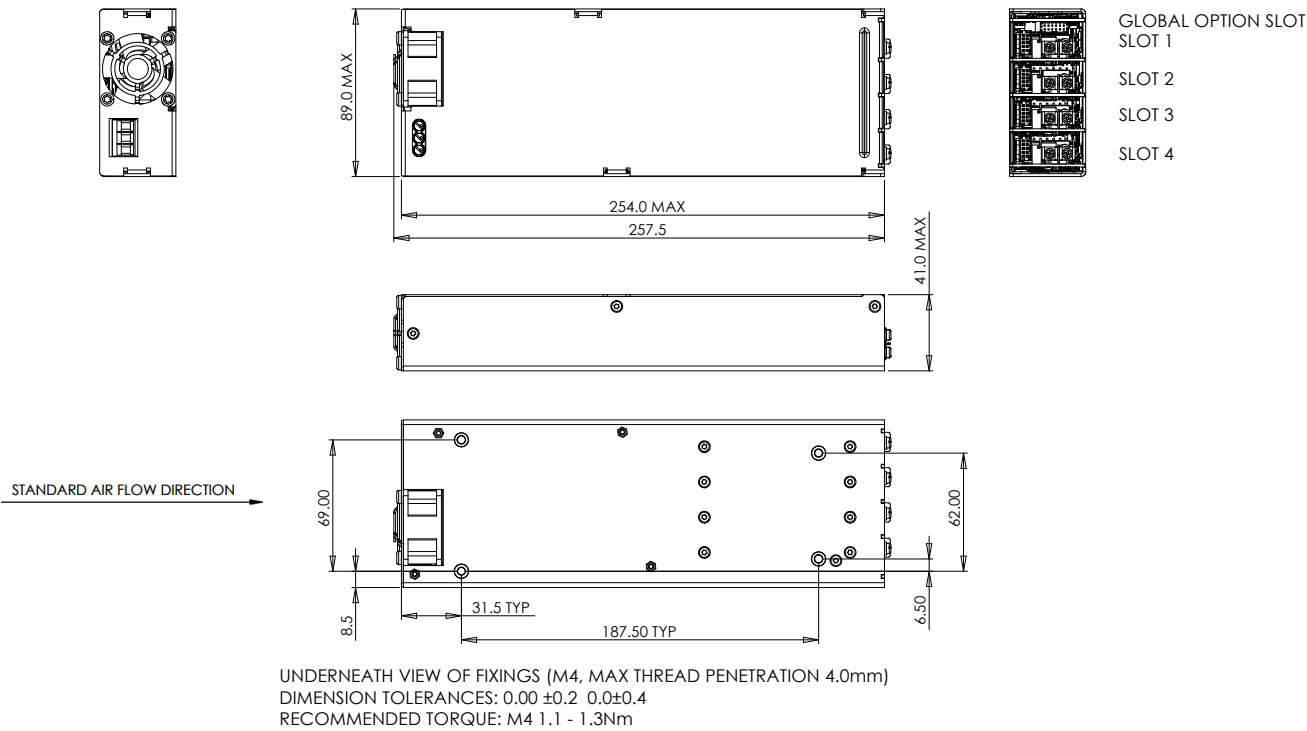 GLOBAL OPTION SLOT
SLOT 1
SLOT 2
SLOT 3
SLOT 4
89.0 MAX
254.0 MAX
257.5
41.0 MAX
STANDARD AIR FLOW DIRECTION
69.00
62.00
8.5
31.5 TYP
6.50
187.50 TYP
UNDERNEATH VIEW OF FIXINGS (M4, MAX THREAD PENETRATION 4.0mm)
DIMENSION TOLERANCES: 0.00 ±0.2 0.0±0.4
RECOMMENDED TORQUE: M4 1.1 - 1.3Nm